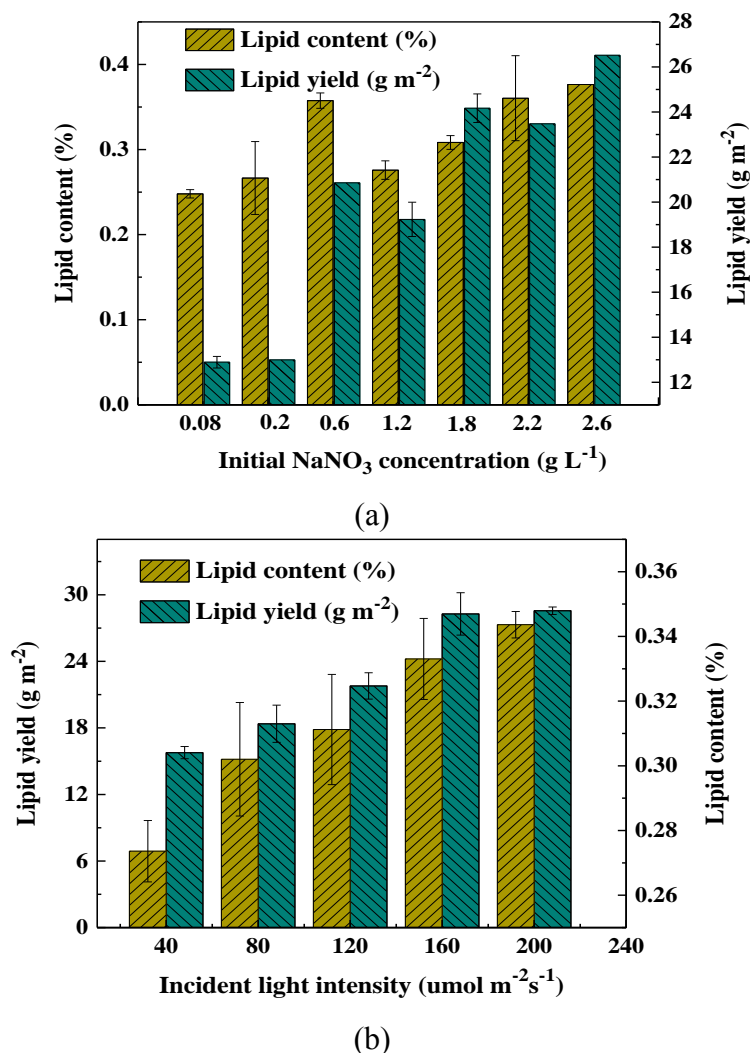 Lipid content (%)
Lipid yield (g m-2)
Lipid content (%)
0.4
0.3
0.2
0.1
0.0
28
26
24
22
20
18
16
14
12
Lipid yield (g m-2)
0.08 0.2 0.6 1.2 1.8 2.2 2.6
Initial NaNO3 concentration (g L-1)
(a)
Lipid content (%)
Lipid yield (g m-2)
Lipid yield (g m-2)
30
24
18
12
6
0
0.36
0.34
0.32
0.30
0.28
0.26
Lipid content (%)
40 80 120 160 200 240
Incident light intensity (umol m-2s-1)
(b)